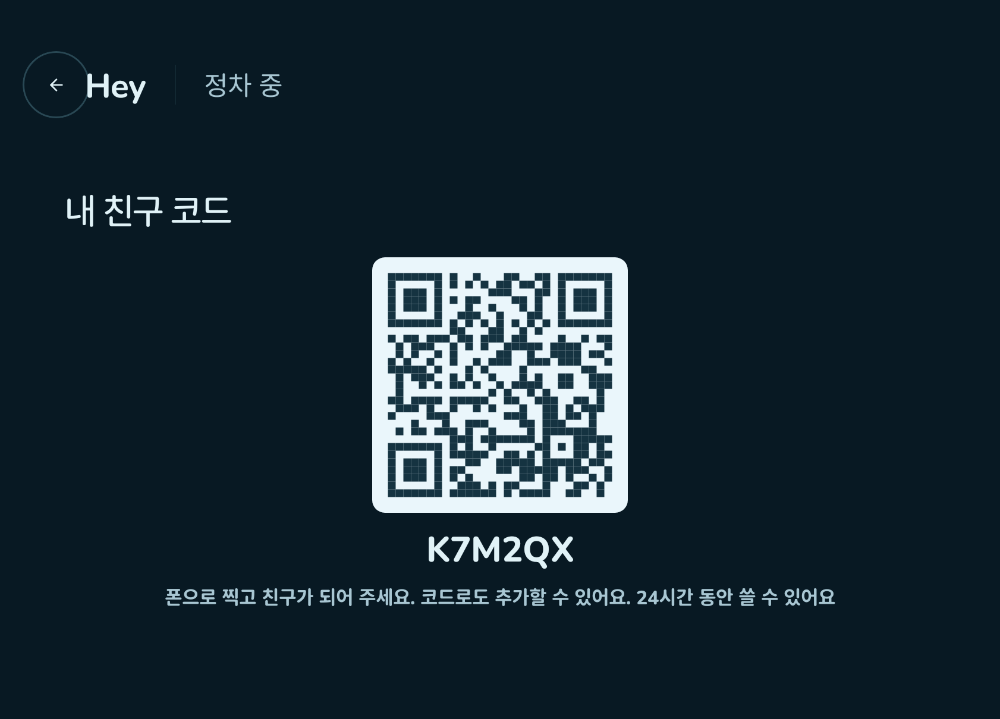 Hey 정차 중
내 친구 코드
K7M2QX
폰으로 찍고 친구가 되어 주세요. 코드로도 추가할 수 있어요. 24시간 동안 쓸 수 있어요